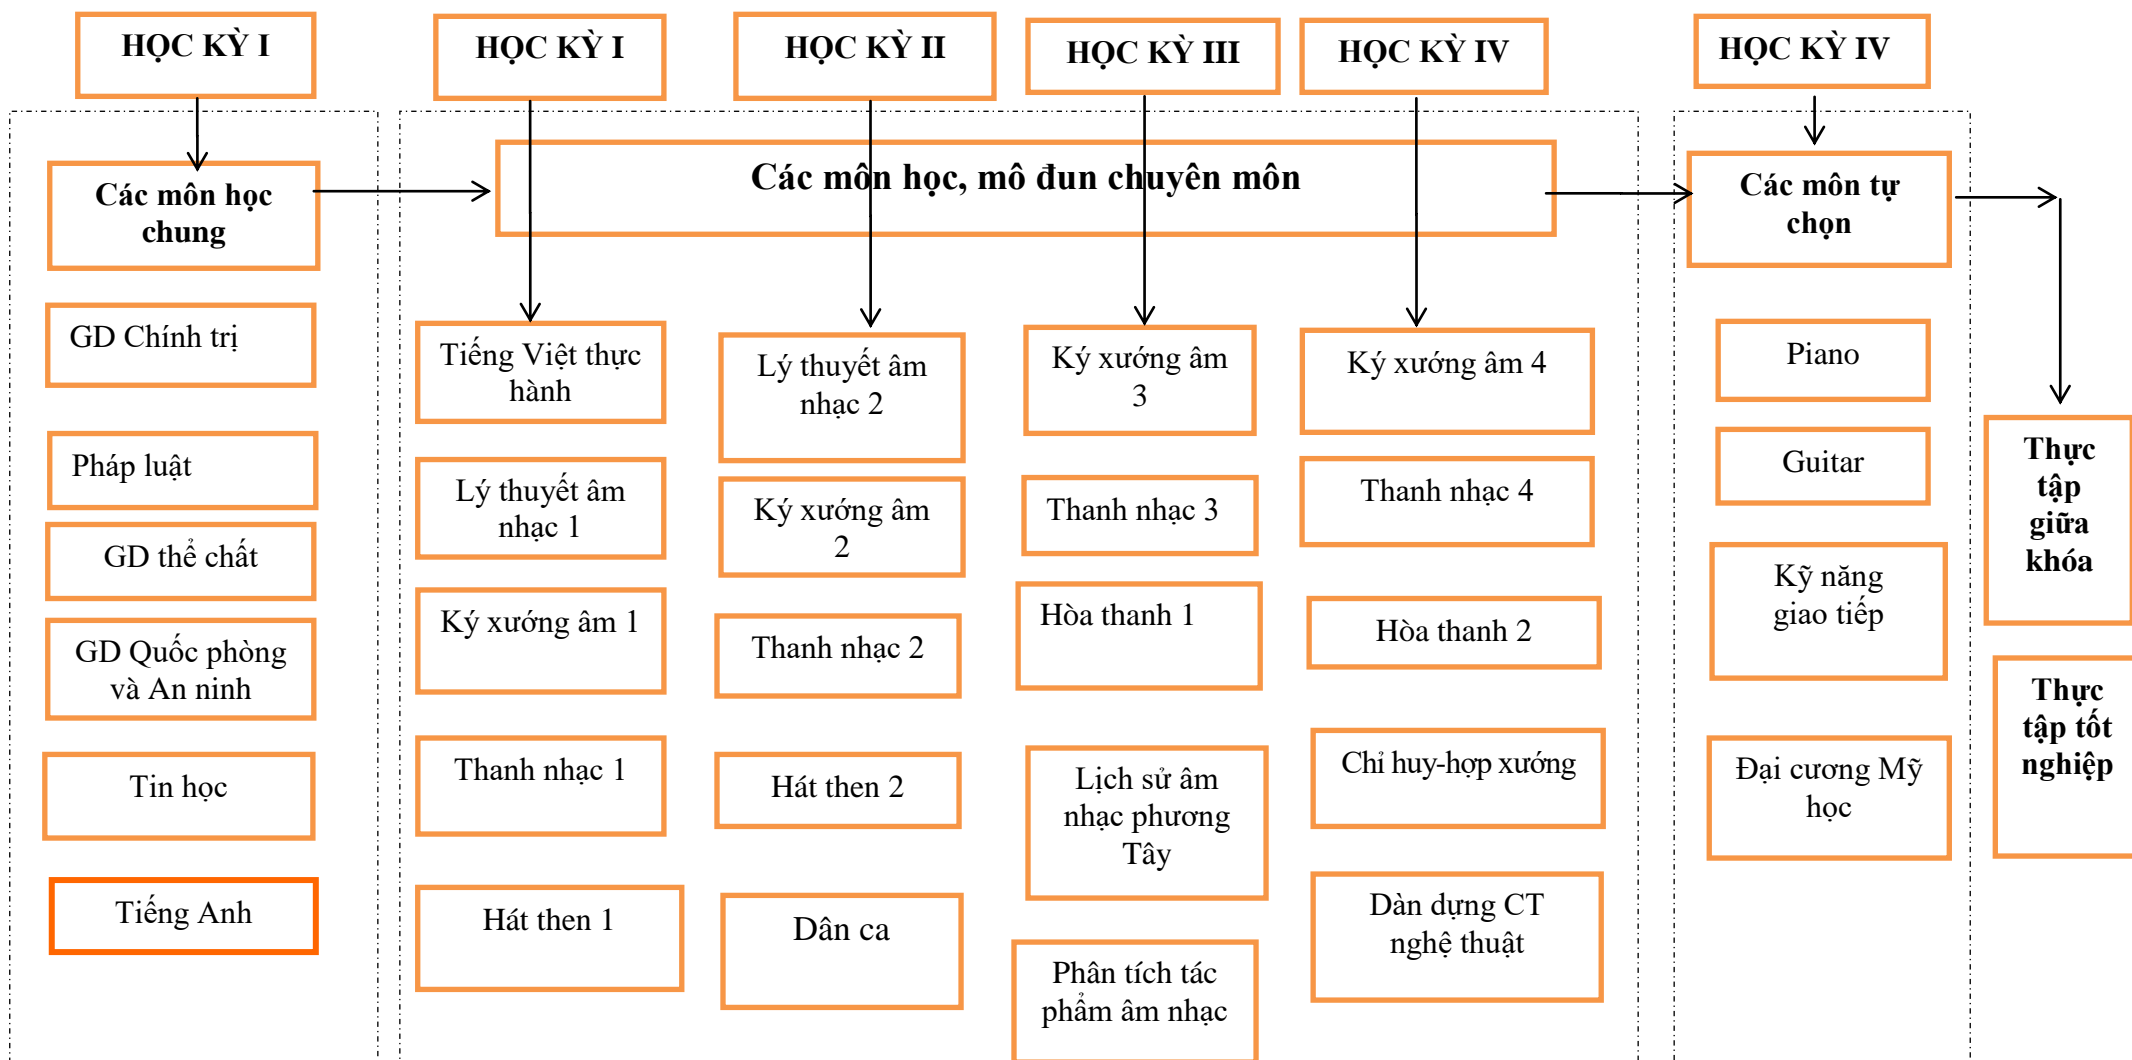 HỌC KỲ I
HỌC KỲ I
HỌC KỲ II
HỌC KỲ III
HỌC KỲ IV
HỌC KỲ IV
Các môn học
chung
Các môn học, mô đun chuyên môn
Các môn tự
chọn
GD Chính trị
Pháp luật
GD thể chất
GD Quốc phòng
và An ninh
Tin học
Tiếng Anh
Tiếng Việt thực
hành
Lý thuyết âm
nhạc 1
Ký xướng âm 1
Thanh nhạc 1
Hát then 1
Lý thuyết âm
nhạc 2
Ký xướng âm
2
Thanh nhạc 2
Hát then 2
Dân ca
Ký xướng âm
3
Thanh nhạc 3
Hòa thanh 1
Lịch sử âm
nhạc phương
Tây
Phân tích tác
phẩm âm nhạc
Ký xướng âm 4
Thanh nhạc 4
Hòa thanh 2
Chỉ huy-hợp xướng
Dàn dựng CT
nghệ thuật
Piano
Guitar
Kỹ năng
giao tiếp
Đại cương Mỹ
học
Thực
tập
giữa
khóa
Thực
tập tốt
nghiệp